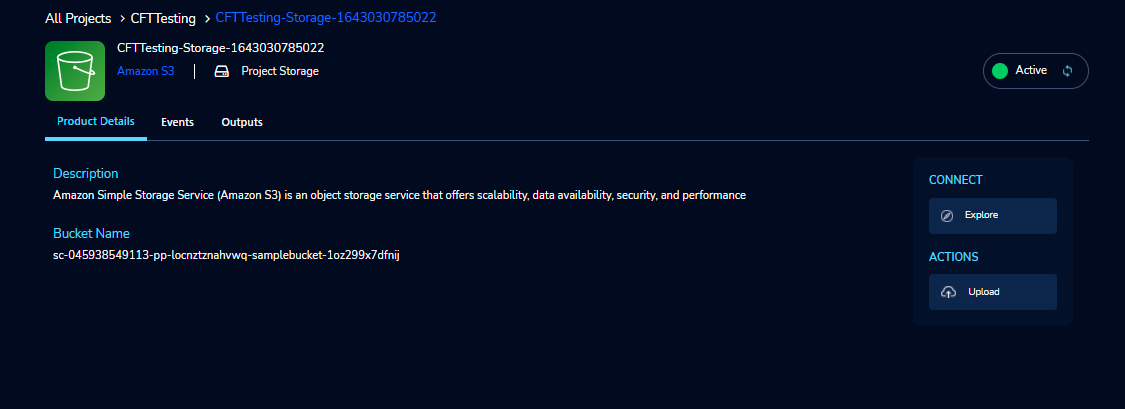 All Projects > CFTTesting > CFTTesting-Storage-1643030785022
CFTTesting-Storage-1643030785022
Amazon S3 | Project Storage
Active
Product Details Events Outputs
Description
Amazon Simple Storage Service (Amazon S3) is an object storage service that offers scalability, data availability, security, and performance
Bucket Name
sc-045938549113-pp-locnztznahvwq-samplebucket-1oz299x7dfnij
CONNECT
Explore
ACTIONS
Upload